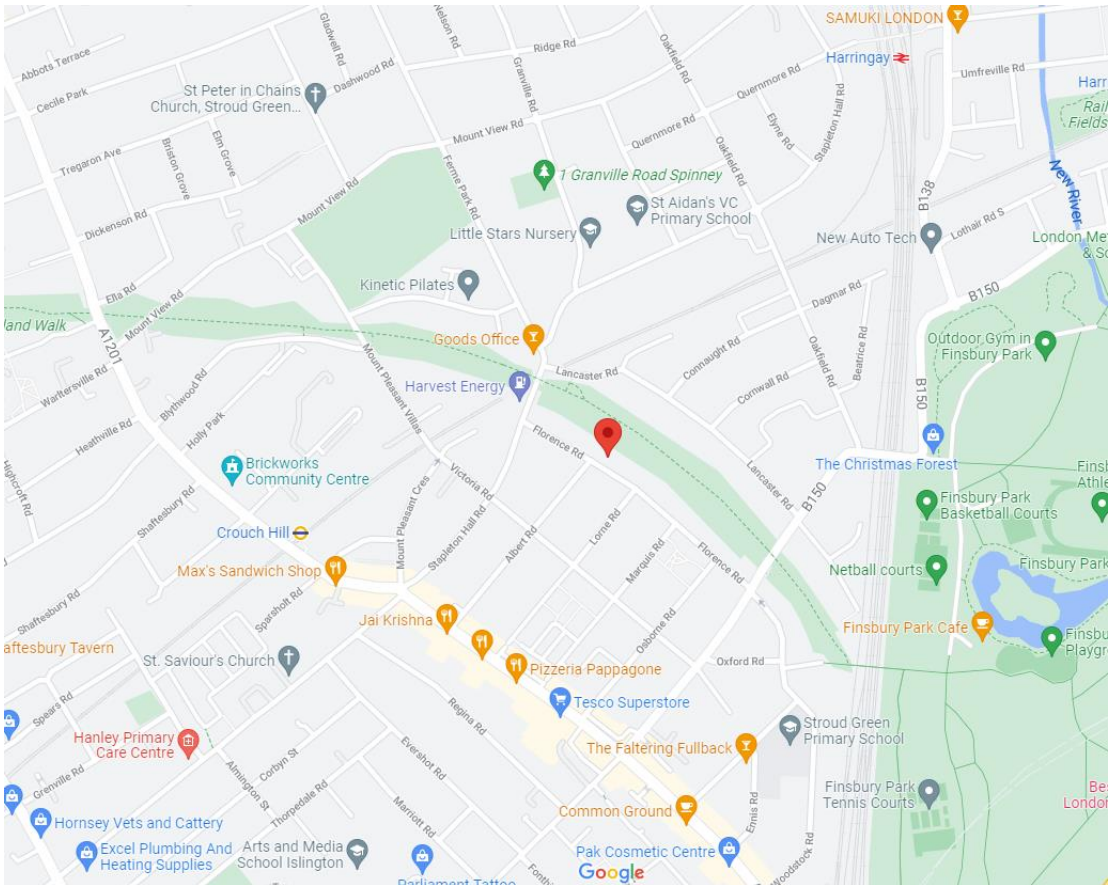 SAMUKI LONDON
Gladwell Rd
Nelson Rd
Ridge Rd
Oakfield Rd
Harringay
Abbots Terrace
Granville Rd
Umfreville Rd
Cecile Park
St Peter in Chains
Church, Stroud Green...
Dashwood Rd
Quernmore Rd
Harr
Rail
Fields
Mount View Rd
Elyne Rd
Stapleton Hall Rd
Tregaron Ave
Elm Grove
Briston Grove
Quernmore Rd
Oakfield Rd
Ferme Park Rd
1 Granville Road Spinney
New River
B138
Mount View Rd
St Aidan's VC
Primary School
Dickenson Rd
Little Stars Nursery
New Auto Tech
Lothair Rd S
London Met
& Sc
Ella Rd
Mount View Rd
Kinetic Pilates
Dagmar Rd
B150
land Walk
A1201
Goods Office
Connaught Rd
Oakfield Rd
Beatrice Rd
Outdoor Gym in
Finsbury Park
Mount Pleasant Villas
Lancaster Rd
Warltersville Rd
Blythwood Rd
Harvest Energy
Cornwall Rd
B150
Heathville Rd
Holly Park
Florence Rd
Highcroft Rd
Brickworks
Community Centre
The Christmas Forest
Victoria Rd
Lancaster Rd
B150
Finsb
Athle
Shaftesbury Rd
Mount Pleasant Cres
Stapleton Hall Rd
Albert Rd
Lorne Rd
Finsbury Park
Basketball Courts
Crouch Hill
Marquis Rd
Florence Rd
Max's Sandwich Shop
Netball courts
Finsbury Park
Shaftesbury Rd
Sparsholt Rd
Jai Krishna
Osborne Rd
Finsbury Park Cafe
aftesbury Tavern
St. Saviour's Church
Pizzeria Pappagone
Oxford Rd
Finsbu
Playgr
Spears Rd
Regina Rd
Tesco Superstore
Hanley Primary
Care Centre
Stroud Green
Primary School
Corbyn St
Evershot Rd
The Faltering Fullback
Grenville Rd
Almington St
Thorpedale Rd
Finsbury Park
Tennis Courts
Bes
London
Marriott Rd
Common Ground
Ennis Rd
Hornsey Vets and Cattery
Excel Plumbing And
Heating Supplies
Arts and Media
School Islington
Pak Cosmetic Centre
Woodstock Rd
Fonth
Google
Parliament Tattoo